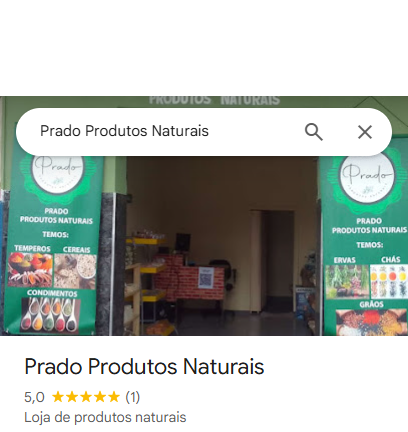 PRODUTOS NATURAIS
Prado Produtos Naturais
Prado
PRADO
PRODUTOS NATURAIS
TEMOS:
TEMPEROS CEREAIS
CONDIMENTOS
Prado
PRADO
PRODUTOS NATURAIS
TEMOS:
ERVAS CHÁS
GRÃOS
Prado Produtos Naturais
5,0 ★★★★★ (1)
Loja de produtos naturais